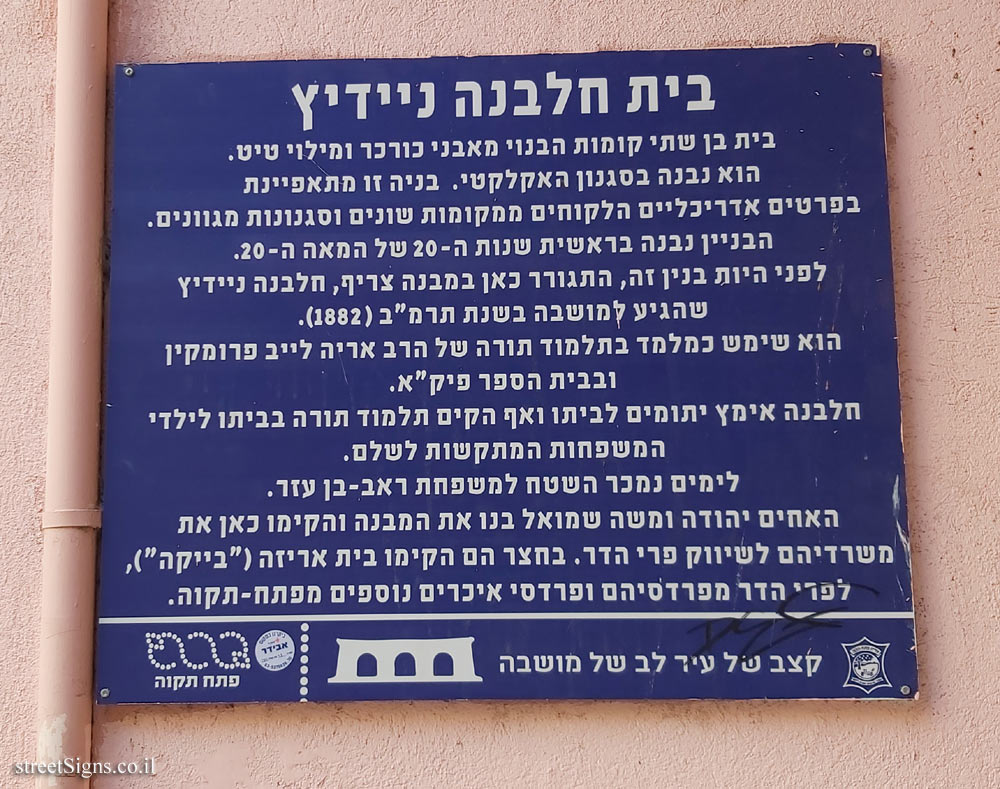 בית חלבנה ניידיץ
בית בן שתי קומות הבנוי מאבני כורכר ומילוי טיט.
הוא נבנה בסגנון האקלקטי. בניה זו מתאפיינת
בפרטים אדריכליים הלקוחים ממקומות שונים וסגנונות מגוונים.
הבניין נבנה בראשית שנות ה-20 של המאה ה-20.
לפני היות בנין זה, התגורר כאן במבנה צריף, חלבנה ניידיץ
שהגיע למושבה בשנת תרמ"ב (1882).
הוא שימש כמלמד בתלמוד תורה של הרב אריה לייב פרומקין
ובבית הספר פיק"א.
חלבנה אימץ יתומים לביתו ואף הקים תלמוד תורה בביתו לילדי
המשפחות המתקשות לשלם.
לימים נמכר השטח למשפחת ראב-בן עזר.
האחים יהודה ומשה שמואל בנו את המבנה והקימו כאן את
משרדיהם לשיווק פרי הדר. בחצר הם הקימו בית אריזה ("בייקה"),
לפרי הדר מפרדסיהם ופרדסי איכרים נוספים מפתח-תקוה.
קצב של עיר לב של מושבה
פתח תקוה
אבידר
streetSigns.co.il